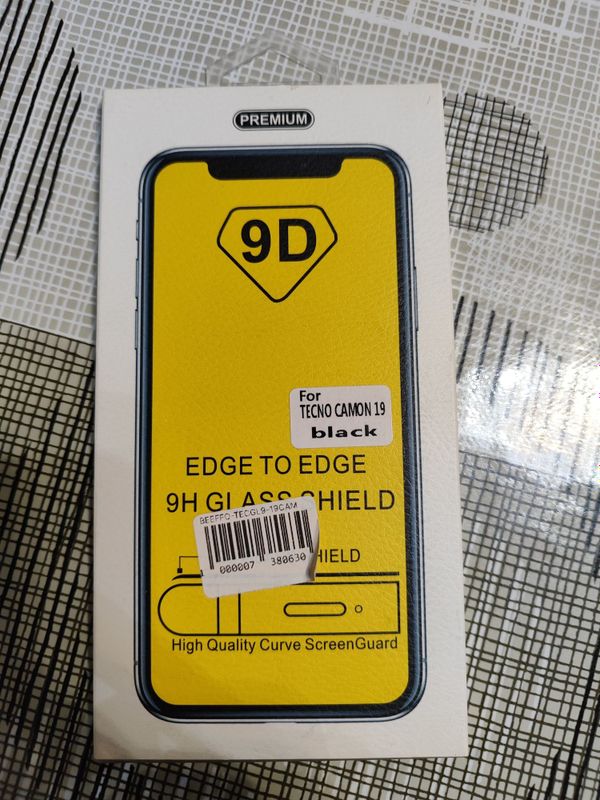 PREMIUM
9D
For
TECNO CAMON 19
black
EDGE TO EDGE
9H GLASS SHIELD
BEEFFO-TECGL9-19CAM
000007 380630
HIELD
High Quality Curve ScreenGuard